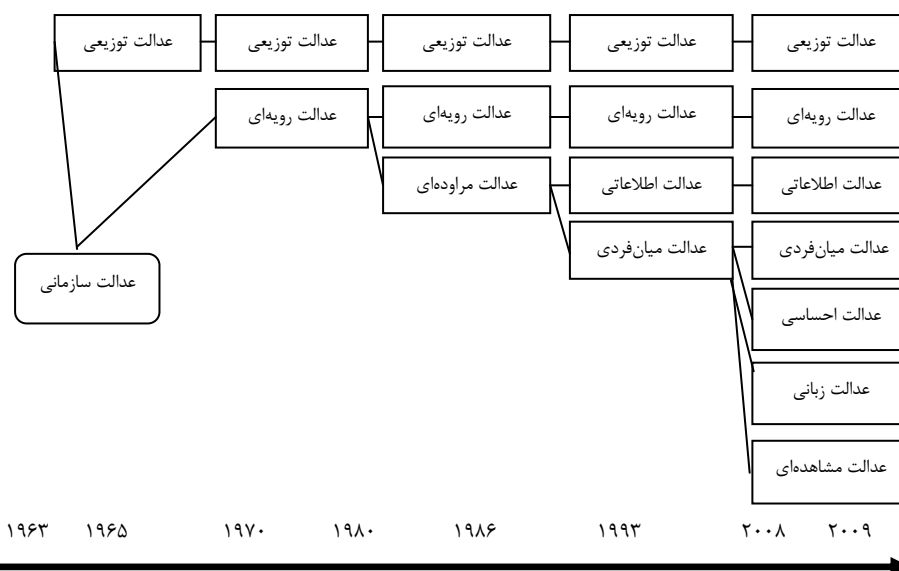 عدالت توزیعی
عدالت توزیعی
عدالت توزیعی
عدالت توزیعی
عدالت توزیعی
عدالت رویه‌ای
عدالت رویه‌ای
عدالت رویه‌ای
عدالت رویه‌ای
عدالت مراوده‌ای
عدالت اطلاعاتی
عدالت اطلاعاتی
عدالت میان‌فردی
عدالت میان‌فردی
عدالت سازمانی
عدالت احساسی
عدالت زبانی
عدالت مشاهده‌ای
۱۹۶۳ ۱۹۶۵ ۱۹۷۰ ۱۹۸۰ ۱۹۸۶ ۱۹۹۳ ۲۰۰۸ ۲۰۰۹